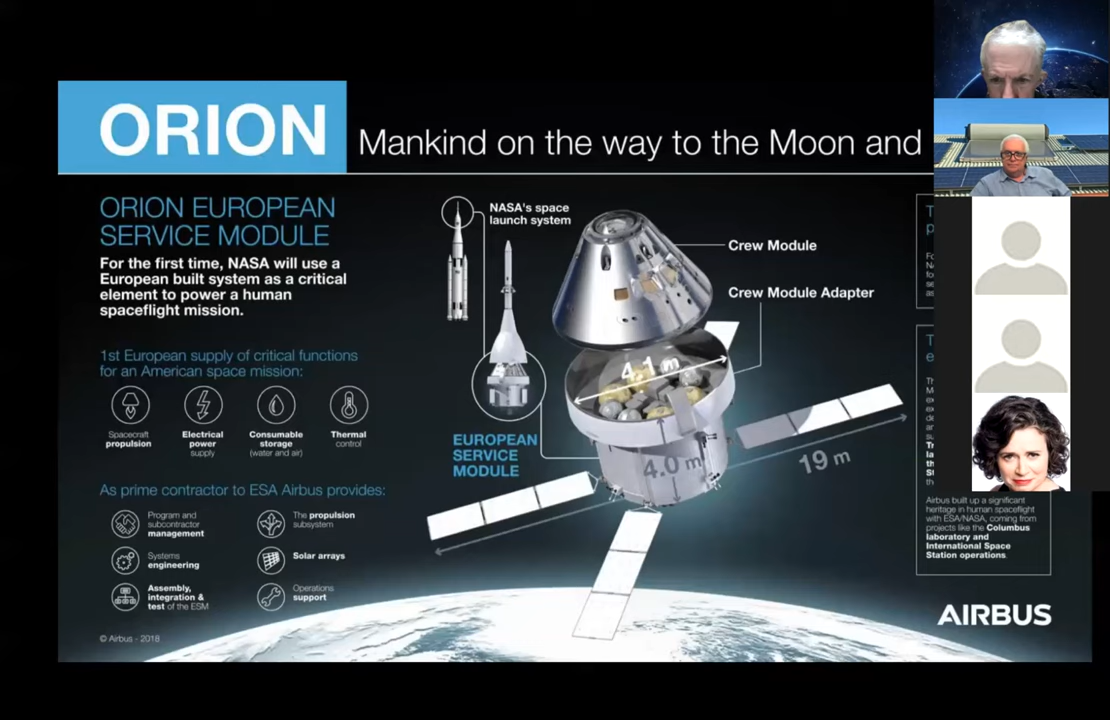 ORION
Mankind on the way to the Moon and
ORION EUROPEAN
SERVICE MODULE
For the first time, NASA will use a
European built system as a critical
element to power a human
spaceflight mission.
1st European supply of critical functions
for an American space mission:
Spacecraft
propulsion
Electrical
power
supply
Consumable
storage
(water and air)
Thermal
control
As prime contractor to ESA Airbus provides:
Program and
subcontractor
management
The propulsion
subsystem
Systems
engineering
Solar arrays
Assembly,
integration &
test of the ESM
Operations
support
© Airbus - 2018
NASA's space
launch system
Crew Module
Crew Module Adapter
4.1 m
EUROPEAN
SERVICE
MODULE
4.0 m
19 m
Airbus built up a significant
heritage in human spaceflight
with ESA/NASA, coming from
projects like the Columbus
laboratory and
International Space
Station operations.
AIRBUS